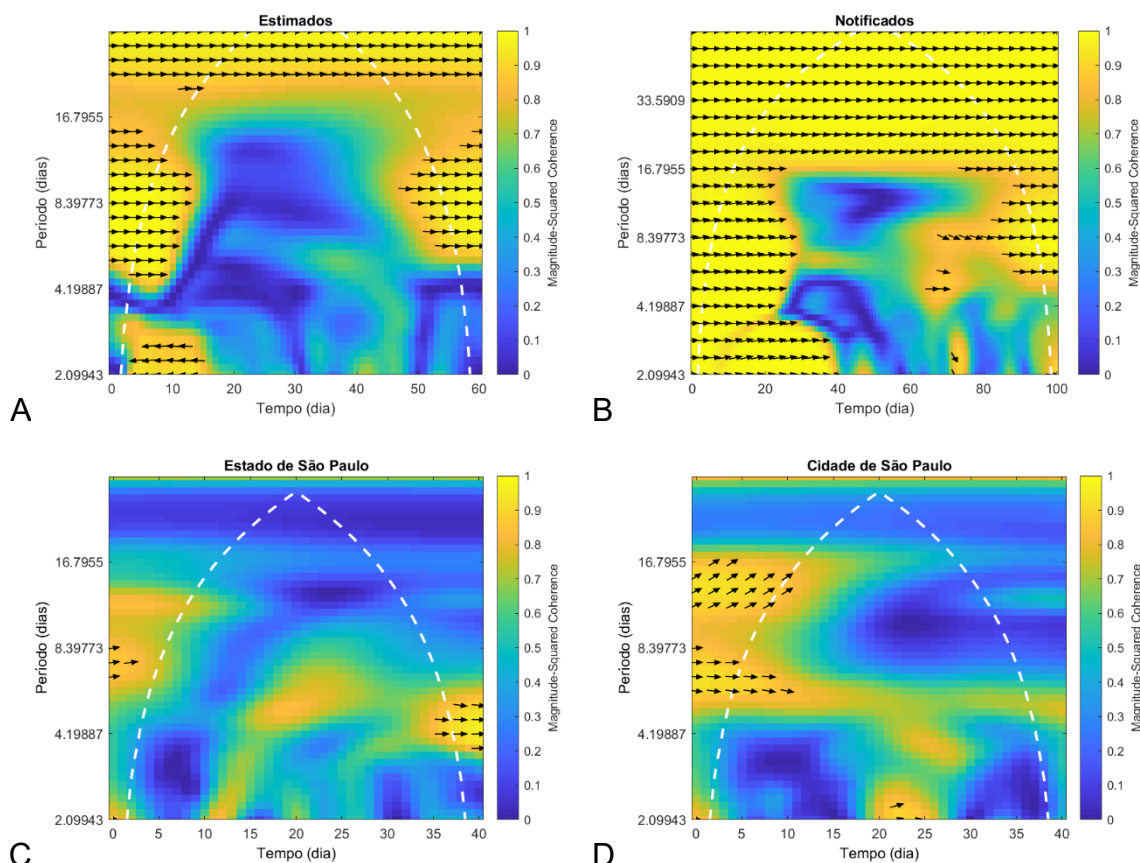 Estimados
Período (dias)
16.7955
8.39773
4.19887
2.09943
0 10 20 30 40 50 60
Tempo (dia)
1
0.9
0.8
0.7
0.6
0.5
0.4
0.3
0.2
0.1
0
Magnitude-Squared Coherence
A
Notificados
Período (dias)
33.5909
16.7955
8.39773
4.19887
2.09943
0 20 40 60 80 100
Tempo (dia)
1
0.9
0.8
0.7
0.6
0.5
0.4
0.3
0.2
0.1
0
Magnitude-Squared Coherence
B
Estado de São Paulo
Período (dias)
16.7955
8.39773
4.19887
2.09943
0 5 10 15 20 25 30 35 40
Tempo (dia)
1
0.9
0.8
0.7
0.6
0.5
0.4
0.3
0.2
0.1
0
Magnitude-Squared Coherence
C
Cidade de São Paulo
Período (dias)
16.7955
8.39773
4.19887
2.09943
0 5 10 15 20 25 30 35 40
Tempo (dia)
1
0.9
0.8
0.7
0.6
0.5
0.4
0.3
0.2
0.1
0
Magnitude-Squared Coherence
D